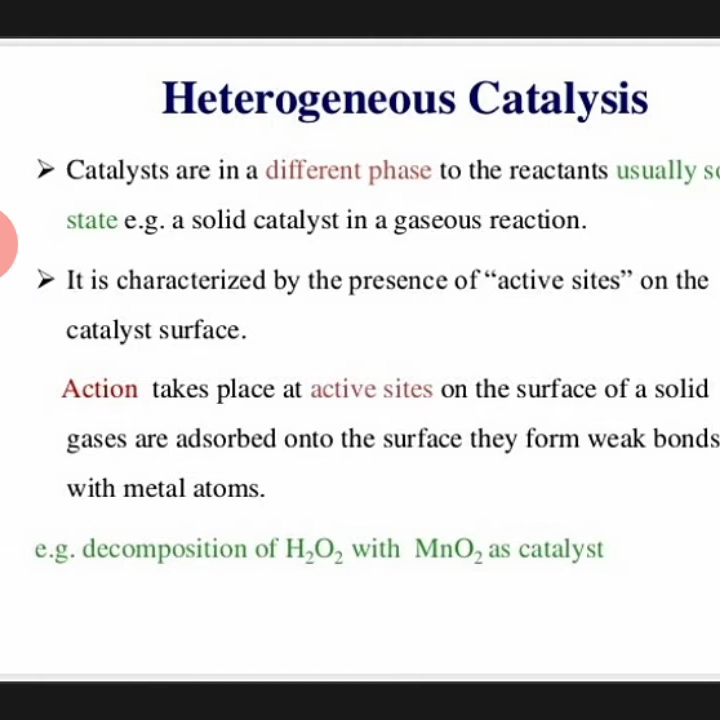 Heterogeneous Catalysis
➤ Catalysts are in a different phase to the reactants usually
state e.g. a solid catalyst in a gaseous reaction.
➤ It is characterized by the presence of “active sites” on the
catalyst surface.
Action takes place at active sites on the surface of a solid
gases are adsorbed onto the surface they form weak bonds
with metal atoms.
e.g. decomposition of H₂O₂ with MnO₂ as catalyst